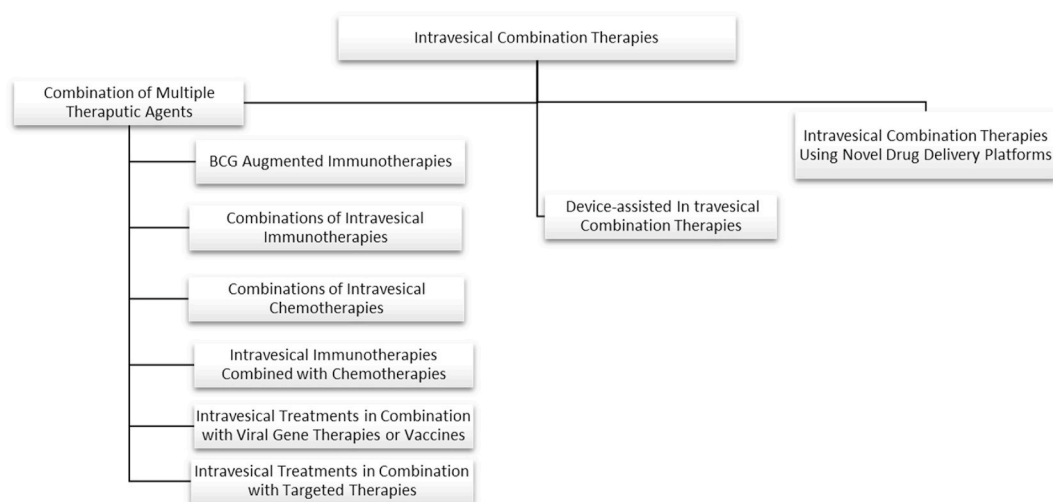 Intravesical Combination Therapies
Combination of Multiple
Theraputic Agents
BCG Augmented Immunotherapies
Combinations of Intravesical
Immunotherapies
Combinations of Intravesical
Chemotherapies
Intravesical Immunotherapies
Combined with Chemotherapies
Intravesical Treatments in Combination
with Viral Gene Therapies or Vaccines
Intravesical Treatments in Combination
with Targeted Therapies
Device-assisted In travesical
Combination Therapies
Intravesical Combination Therapies
Using Novel Drug Delivery Platforms